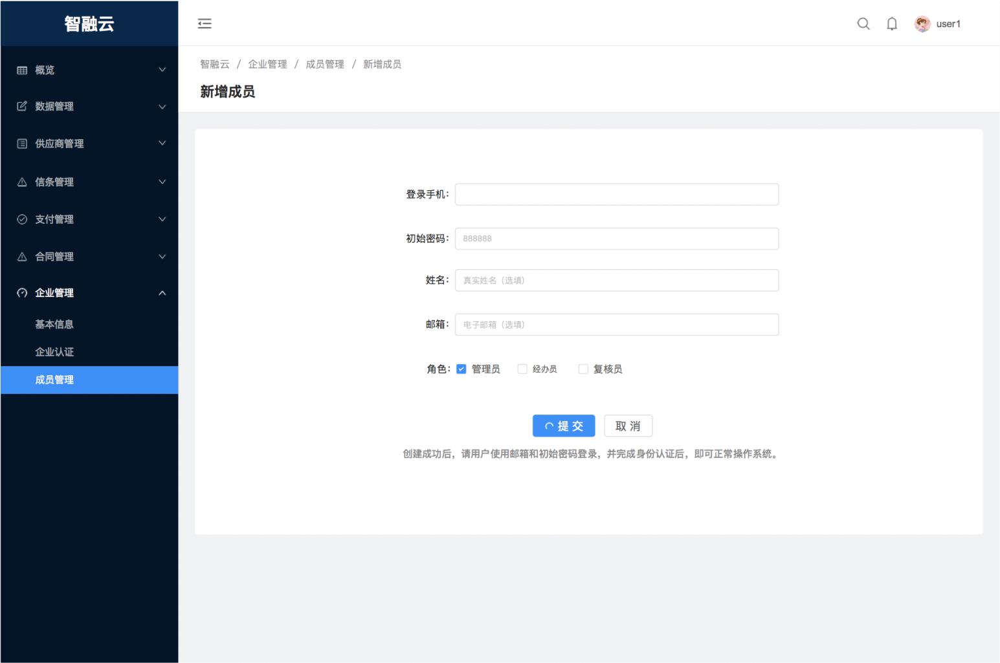 智融云
user1
概览
数据管理
供应商管理
信条管理
支付管理
合同管理
企业管理
基本信息
企业认证
成员管理
智融云 / 企业管理 / 成员管理 / 新增成员
新增成员
登录手机：
初始密码： 888888
姓名： 真实姓名（选填）
邮箱： 电子邮箱（选填）
角色： 管理员 经办员 复核员
提 交 取 消
创建成功后，请用户使用邮箱和初始密码登录，并完成身份认证后，即可正常操作系统。